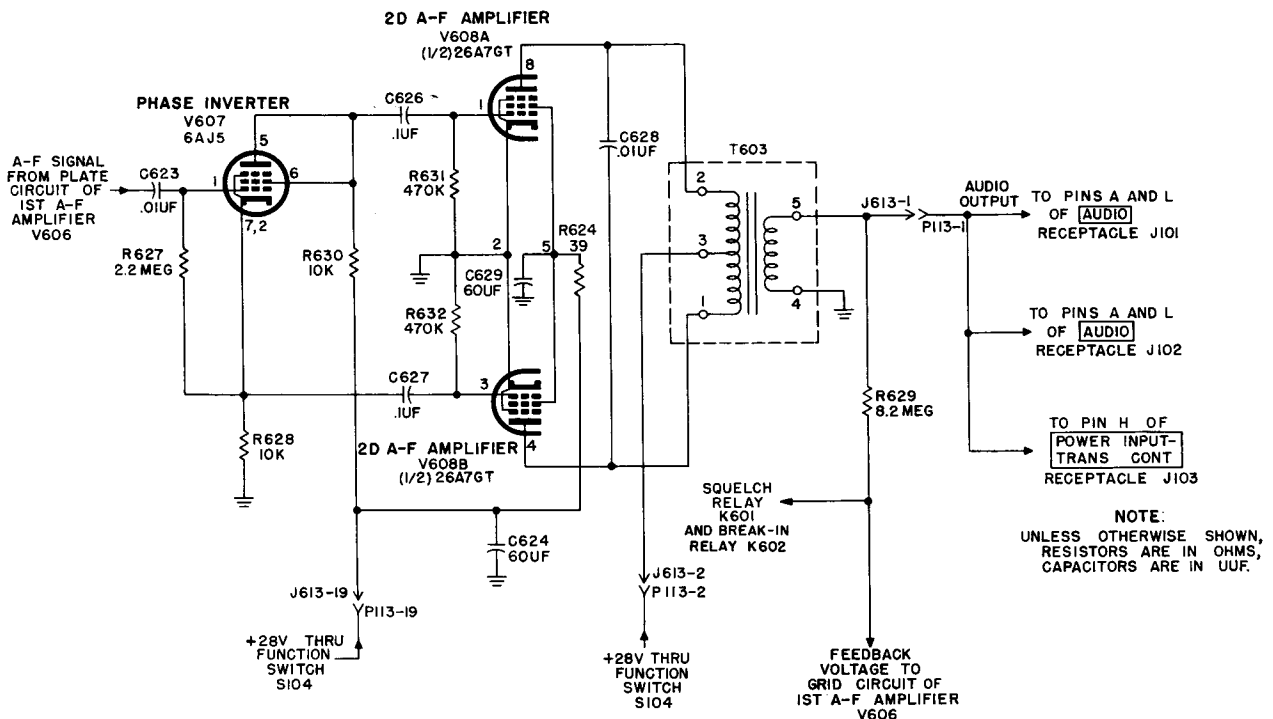 2D A-F AMPLIFIER
V608A
(1/2) 26A7GT
8
PHASE INVERTER
V607
6AJ5
5
1
6
7,2
A-F SIGNAL
FROM PLATE
CIRCUIT OF
1ST A-F
AMPLIFIER
V606
C623
.01UF
R627
2.2 MEG
R628
10K
R630
10K
C626
.1UF
1
R631
470K
2
5
R624
39
C629
60UF
R632
470K
C627
.1UF
3
4
2D A-F AMPLIFIER
V608B
(1/2) 26A7GT
C624
60UF
J613-19
P113-19
+28V THRU
FUNCTION
SWITCH
S104
C628
.01UF
T603
2
3
1
5
4
J613-2
P113-2
+28V THRU
FUNCTION
SWITCH
S104
J613-1
P113-1
AUDIO
OUTPUT
TO PINS A AND L
OF AUDIO
RECEPTACLE J101
TO PINS A AND L
OF AUDIO
RECEPTACLE J102
TO PIN H OF
POWER INPUT-
TRANS CONT
RECEPTACLE J103
R629
8.2 MEG
SQUELCH
RELAY
K601
AND BREAK-IN
RELAY K602
FEEDBACK
VOLTAGE TO
GRID CIRCUIT OF
1ST A-F AMPLIFIER
V606
NOTE:
UNLESS OTHERWISE SHOWN,
RESISTORS ARE IN OHMS,
CAPACITORS ARE IN UUF.